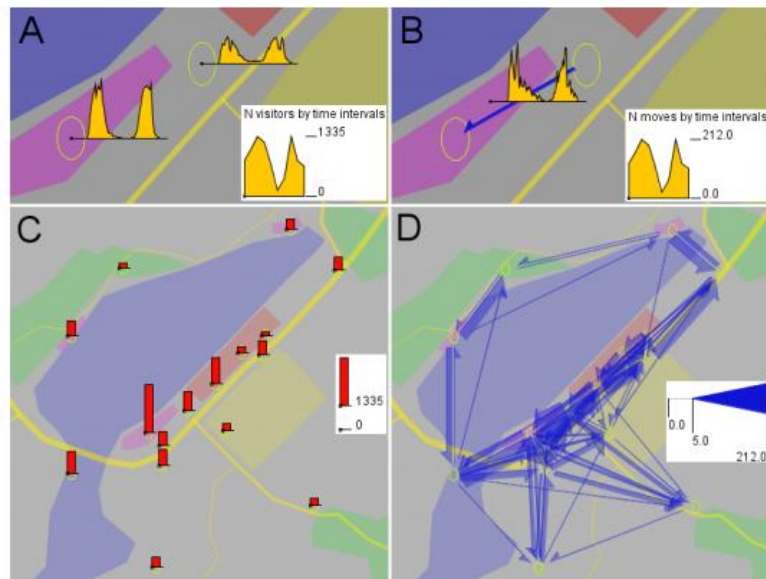 A
N visitors by time intervals
1335
0
B
N moves by time intervals
212.0
0.0
C
1335
0
D
0.0
5.0
212.0